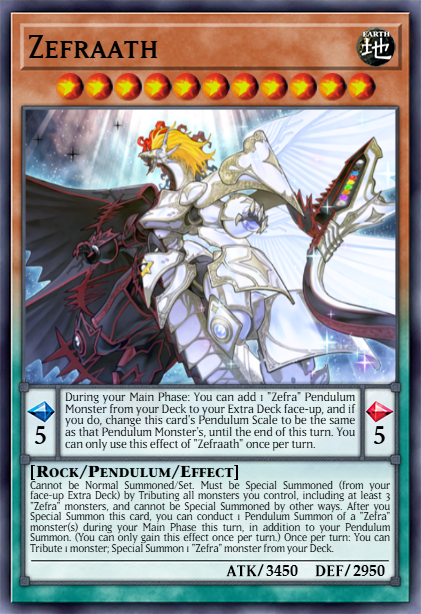 Zefraath
EARTH
地
During your Main Phase: You can add 1 "Zefra" Pendulum
Monster from your Deck to your Extra Deck face-up, and if
you do, change this card's Pendulum Scale to be the same
as that Pendulum Monster's, until the end of this turn. You
can only use this effect of "Zefraath" once per turn.
5
5
[Rock/Pendulum/Effect]
Cannot be Normal Summoned/Set. Must be Special Summoned (from your
face-up Extra Deck) by Tributing all monsters you control, including at least 3
"Zefra" monsters, and cannot be Special Summoned by other ways. After you
Special Summon this card, you can conduct 1 Pendulum Summon of a "Zefra"
monster(s) during your Main Phase this turn, in addition to your Pendulum
Summon. (You can only gain this effect once per turn.) Once per turn: You can
Tribute 1 monster; Special Summon 1 "Zefra" monster from your Deck.
ATK/3450 DEF/2950